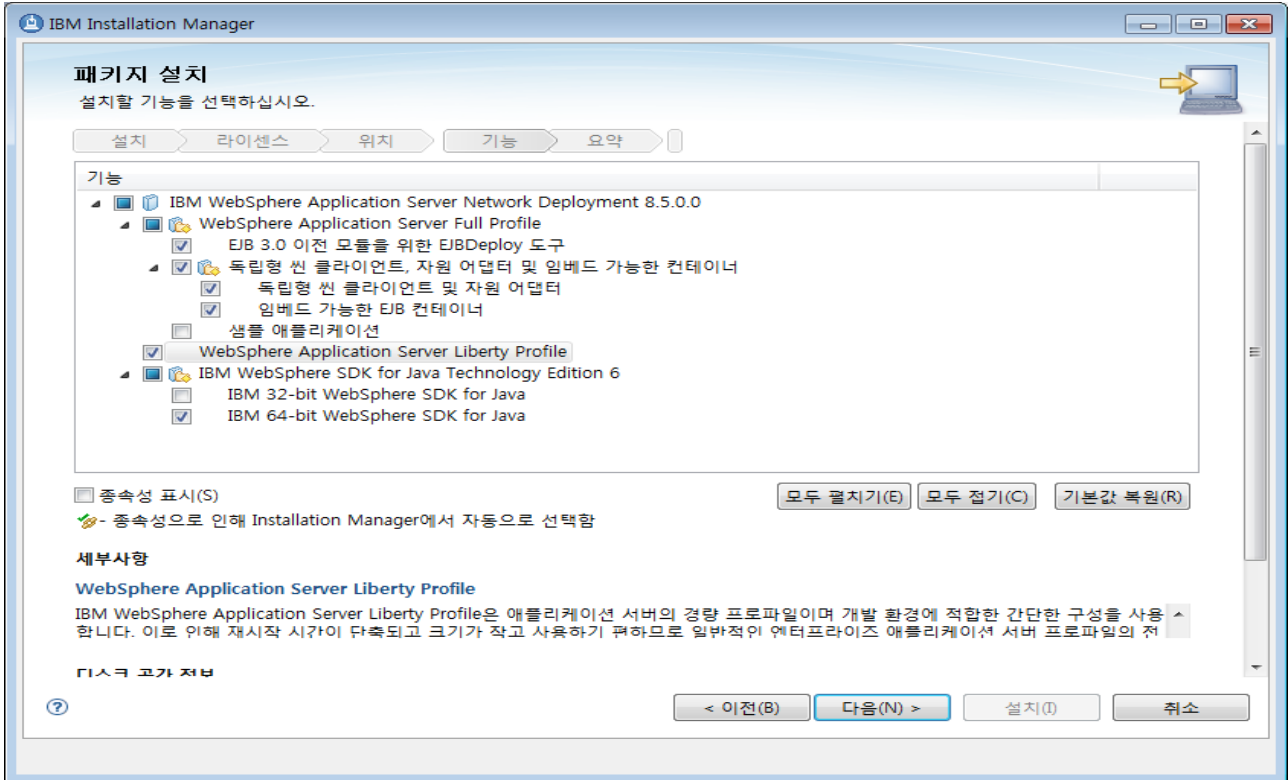 IBM Installation Manager
패키지 설치
설치할 기능을 선택하십시오.
설치 라이센스 위치 기능 요약
기능
IBM WebSphere Application Server Network Deployment 8.5.0.0
WebSphere Application Server Full Profile
EJB 3.0 이전 모듈을 위한 EJBDeploy 도구
독립형 씬 클라이언트, 자원 어댑터 및 임베드 가능한 컨테이너
독립형 씬 클라이언트 및 자원 어댑터
임베드 가능한 EJB 컨테이너
샘플 애플리케이션
WebSphere Application Server Liberty Profile
IBM WebSphere SDK for Java Technology Edition 6
IBM 32-bit WebSphere SDK for Java
IBM 64-bit WebSphere SDK for Java
종속성 표시(S) 모두 펼치기(E) 모두 접기(C) 기본값 복원(R)
- 종속성으로 인해 Installation Manager에서 자동으로 선택함
세부사항
WebSphere Application Server Liberty Profile
IBM WebSphere Application Server Liberty Profile은 애플리케이션 서버의 경량 프로파일이며 개발 환경에 적합한 간단한 구성을 사용
합니다. 이로 인해 재시작 시간이 단축되고 크기가 작고 사용하기 편하므로 일반적인 엔터프라이즈 애플리케이션 서버 프로파일의 전
디스크 공간 정보
< 이전(B) 다음(N) > 설치(I) 취소